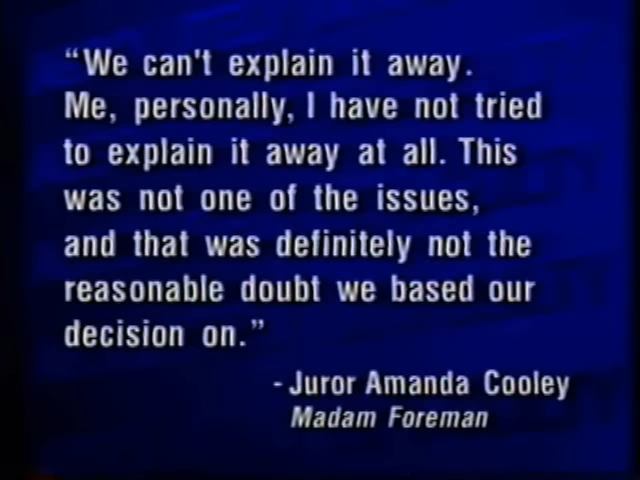 “We can't explain it away.
Me, personally, I have not tried
to explain it away at all. This
was not one of the issues,
and that was definitely not the
reasonable doubt we based our
decision on.”
- Juror Amanda Cooley
Madam Foreman